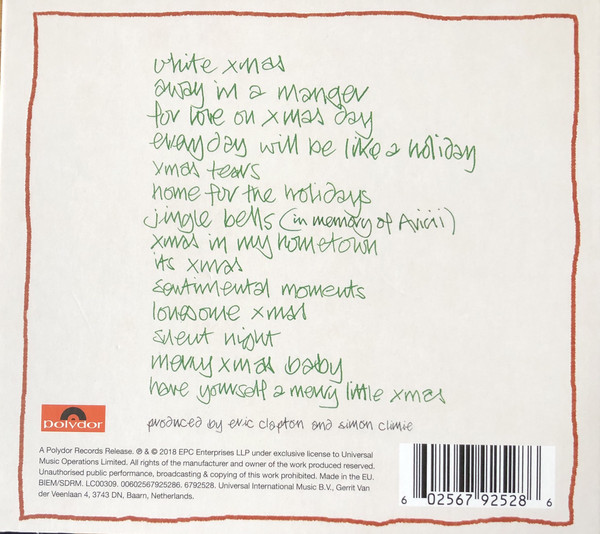 white xmas
away in a manger
for love on xmas day
everyday will be like a holiday
xmas tears
home for the holidays
jingle bells (in memory of Avicii)
xmas in my hometown
its xmas
sentimental moments
lonesome xmas
silent night
merry xmas baby
have yourself a merry little xmas
produced by eric clapton and simon climie
polydor
A Polydor Records Release. ℗ & © 2018 EPC Enterprises LLP under exclusive license to Universal
Music Operations Limited. All rights of the manufacturer and owner of the work produced reserved.
Unauthorised public performance, broadcasting & copying of this work prohibited. Made in the EU.
BIEM/SDRM. LC00309. 00602567925286. 6792528. Universal International Music B.V., Gerrit Van
der Veenlaan 4, 3743 DN, Baarn, Netherlands.
6 02567 92528 6